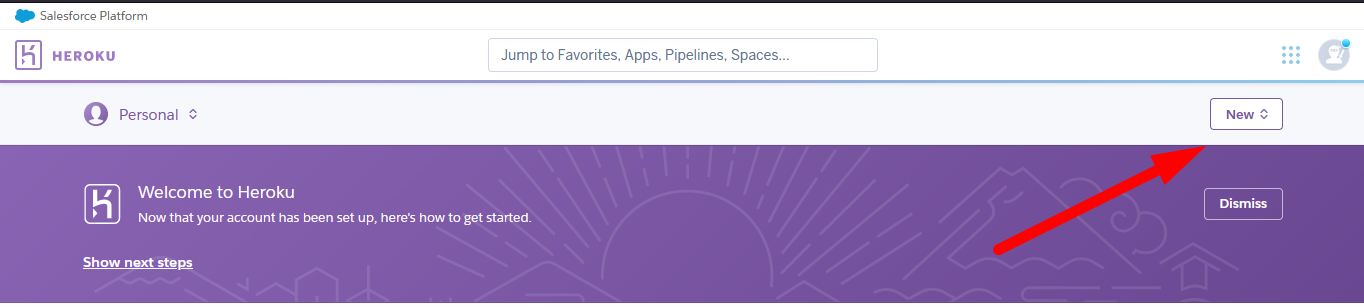 Salesforce Platform
HEROKU
Jump to Favorites, Apps, Pipelines, Spaces...
Personal
New
Welcome to Heroku
Now that your account has been set up, here's how to get started.
Dismiss
Show next steps